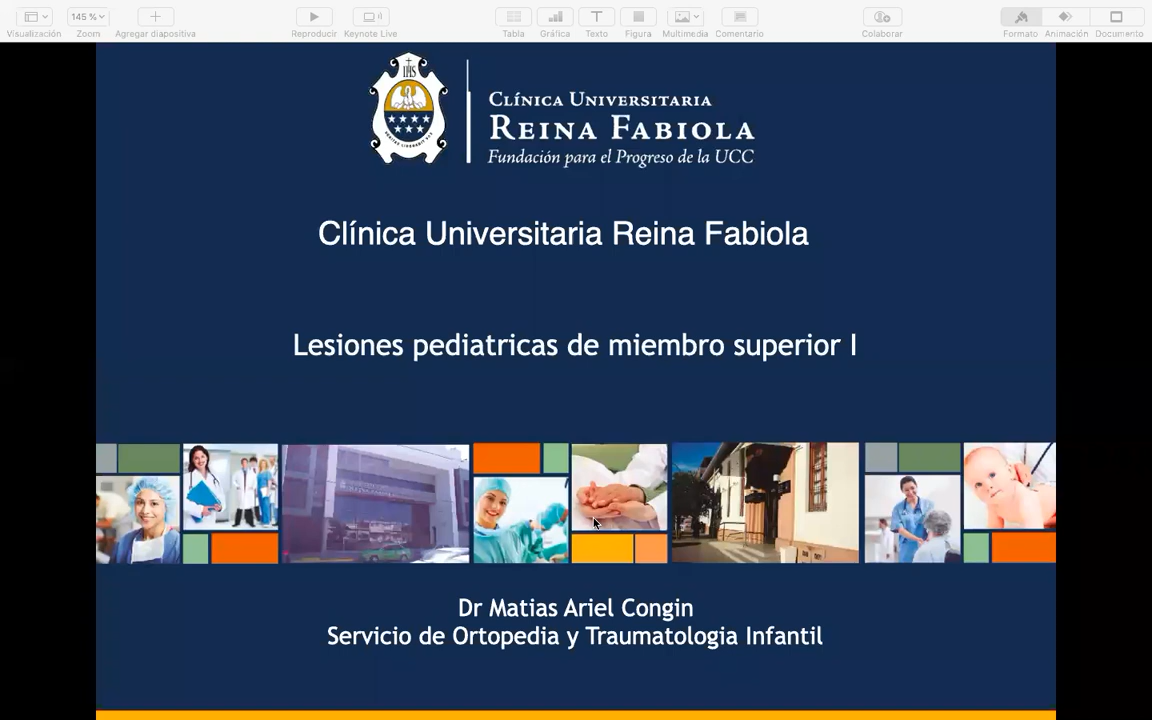 145 %
Visualización
Zoom
Agregar diapositiva
Reproducir
Keynote Live
Tabla
Gráfica
Texto
Figura
Multimedia
Comentario
Colaborar
Formato
Animación
Documento
IHS
CLÍNICA UNIVERSITARIA
REINA FABIOLA
Fundación para el Progreso de la UCC
Clínica Universitaria Reina Fabiola
Lesiones pediatricas de miembro superior I
Dr Matias Ariel Congin
Servicio de Ortopedia y Traumatologia Infantil